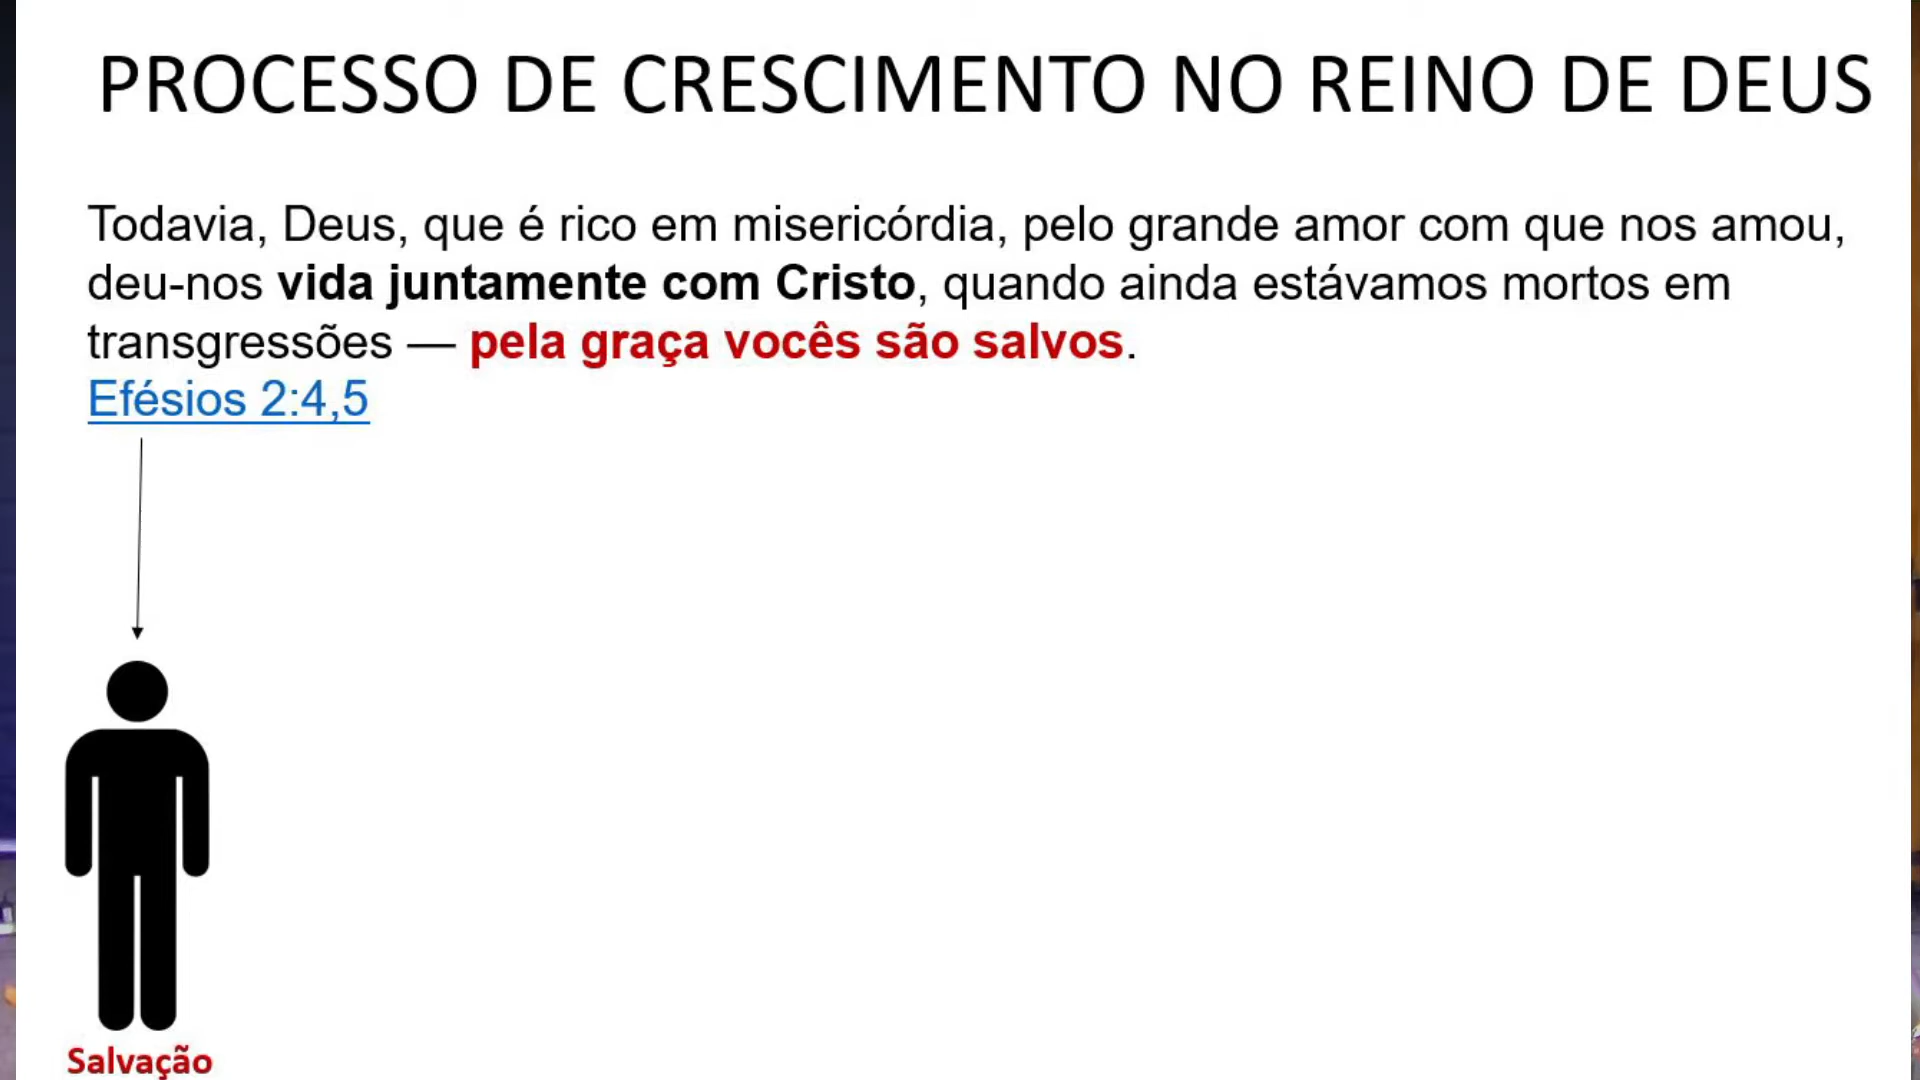 PROCESSO DE CRESCIMENTO NO REINO DE DEUS
Todavia, Deus, que é rico em misericórdia, pelo grande amor com que nos amou,
deu-nos vida juntamente com Cristo, quando ainda estávamos mortos em
transgressões — pela graça vocês são salvos.
Efésios 2:4,5
Salvação